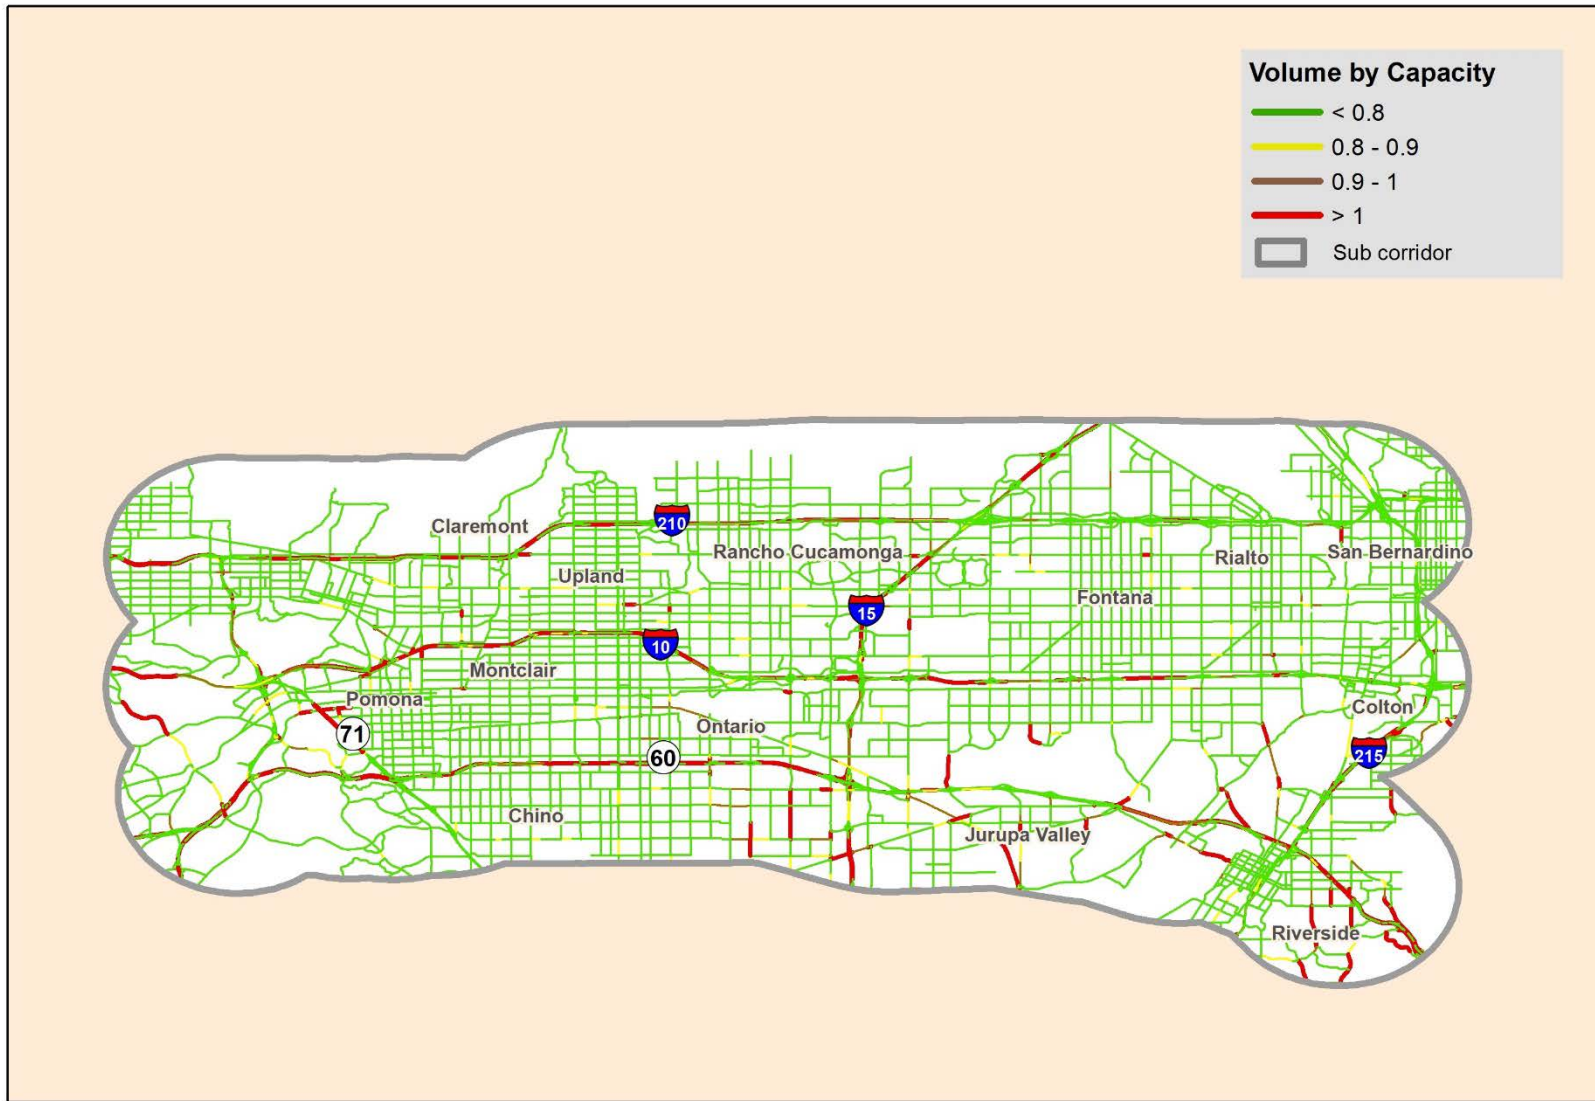 Volume by Capacity
< 0.8
0.8 - 0.9
0.9 - 1
> 1
Sub corridor
Claremont
210
Rancho Cucamonga
Rialto
San Bernardino
Upland
15
Fontana
10
Montclair
Pomona
71
Ontario
Colton
60
215
Chino
Jurupa Valley
Riverside